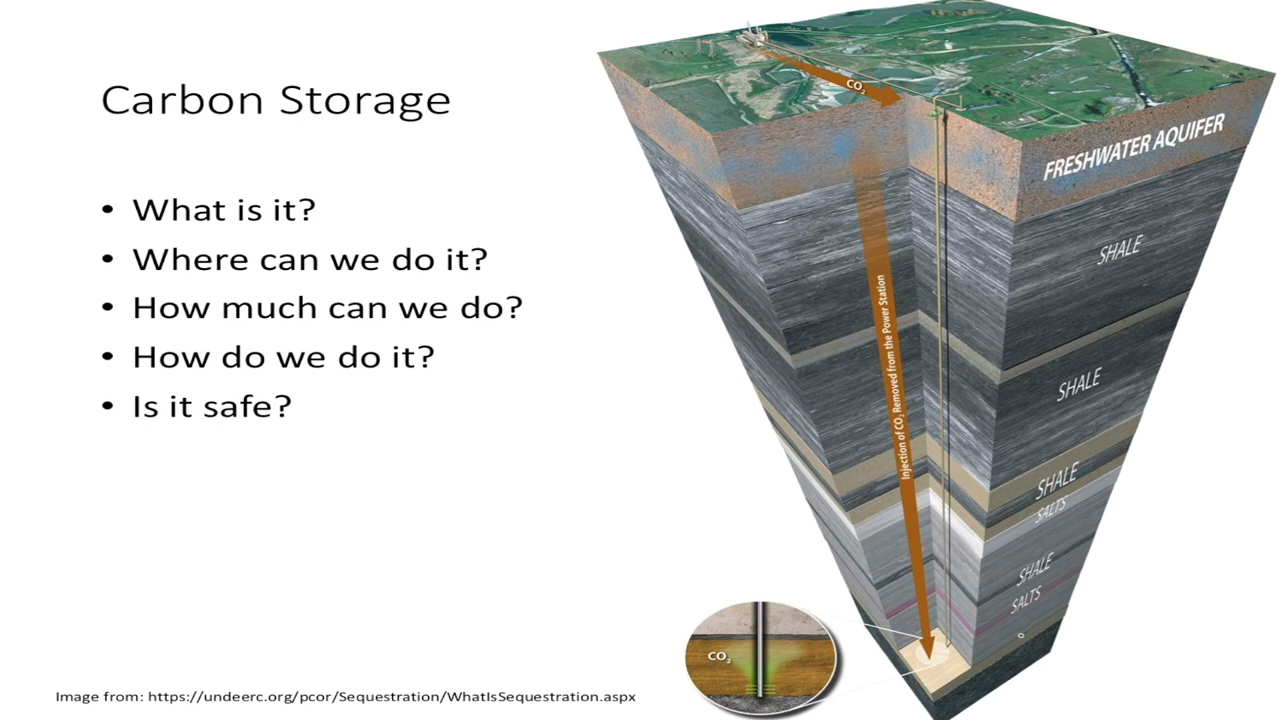 Carbon Storage
• What is it?
• Where can we do it?
• How much can we do?
• How do we do it?
• Is it safe?
CO₂
FRESHWATER AQUIFER
SHALE
Injection of CO₂ Removed from the Power Station
SHALE
SHALE
SALTS
SHALE
SALTS
CO₂
Image from: https://undeerc.org/pcor/Sequestration/WhatIsSequestration.aspx